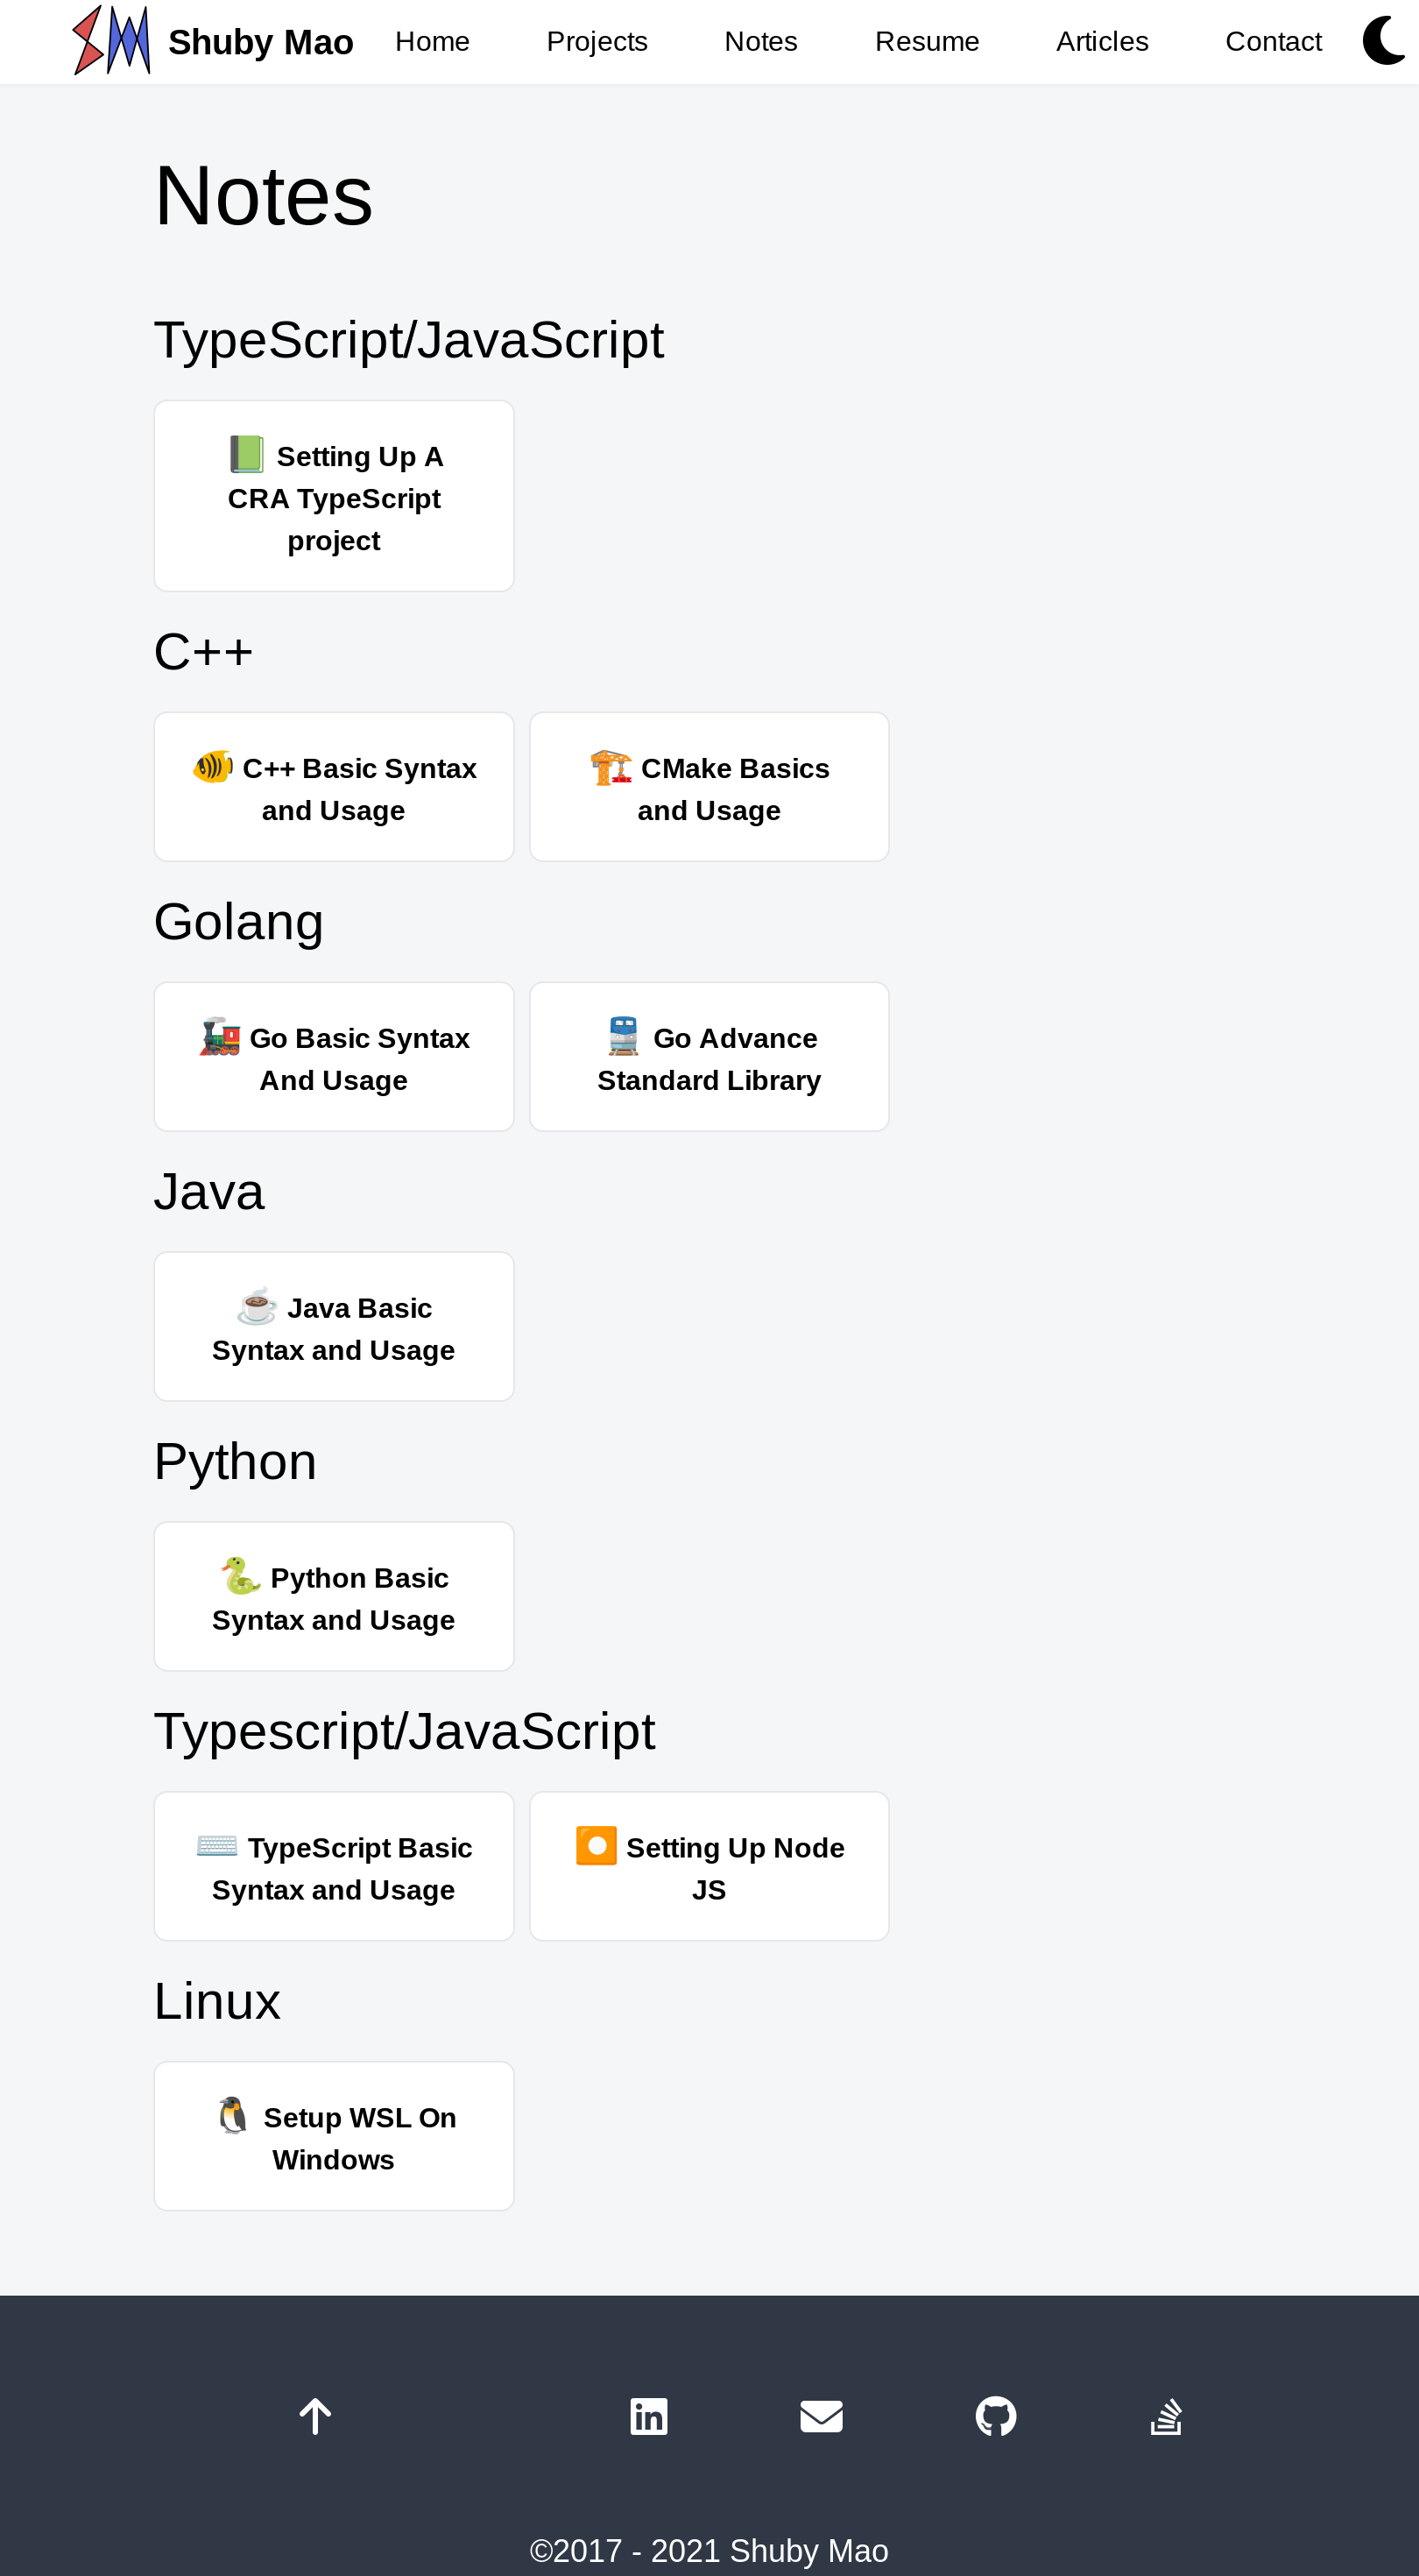 SM Shuby Mao Home Projects Notes Resume Articles Contact
Notes
TypeScript/JavaScript
Setting Up A
CRA TypeScript
project
C++
C++ Basic Syntax
and Usage
CMake Basics
and Usage
Golang
Go Basic Syntax
And Usage
Go Advance
Standard Library
Java
Java Basic
Syntax and Usage
Python
Python Basic
Syntax and Usage
Typescript/JavaScript
TypeScript Basic
Syntax and Usage
Setting Up Node
JS
Linux
Setup WSL On
Windows
©2017 - 2021 Shuby Mao